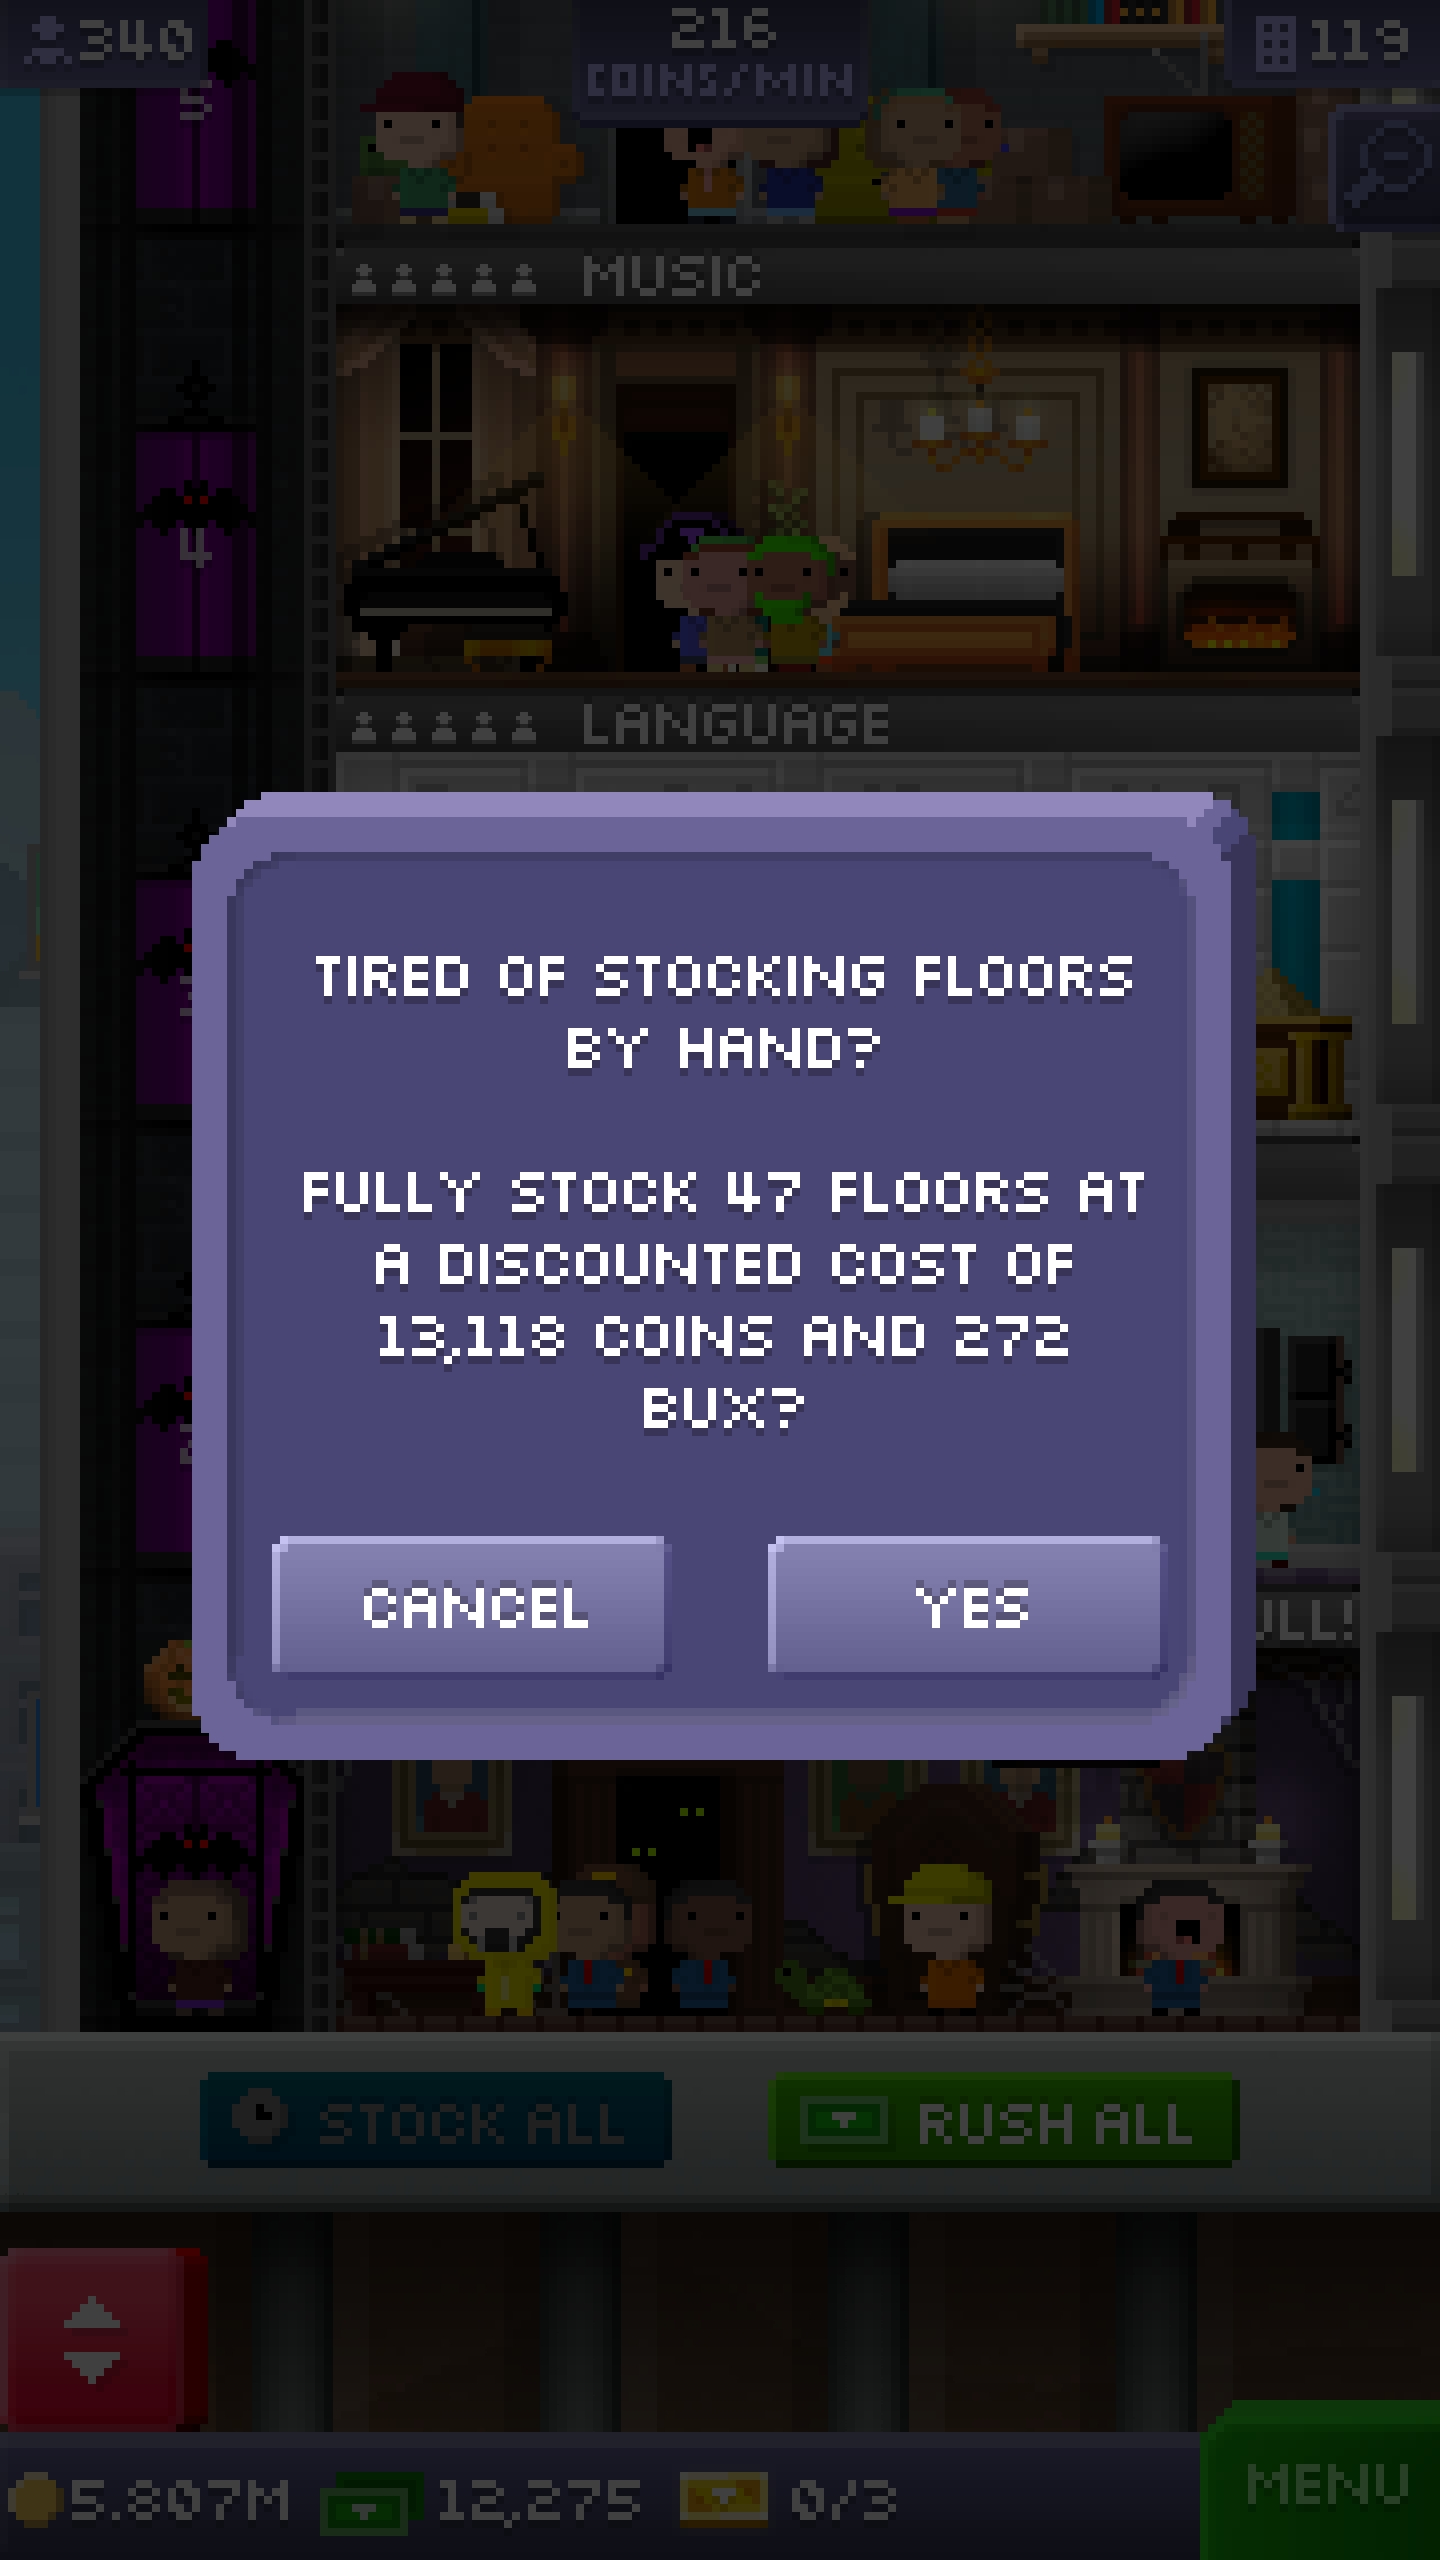 340
216
COINS/MIN
119
5
MUSIC
4
LANGUAGE
TIRED OF STOCKING FLOORS
BY HAND?
FULLY STOCK 47 FLOORS AT
A DISCOUNTED COST OF
13,118 COINS AND 272
BUX?
CANCEL
YES
STOCK ALL
RUSH ALL
5.807M
12,275
0/3
MENU